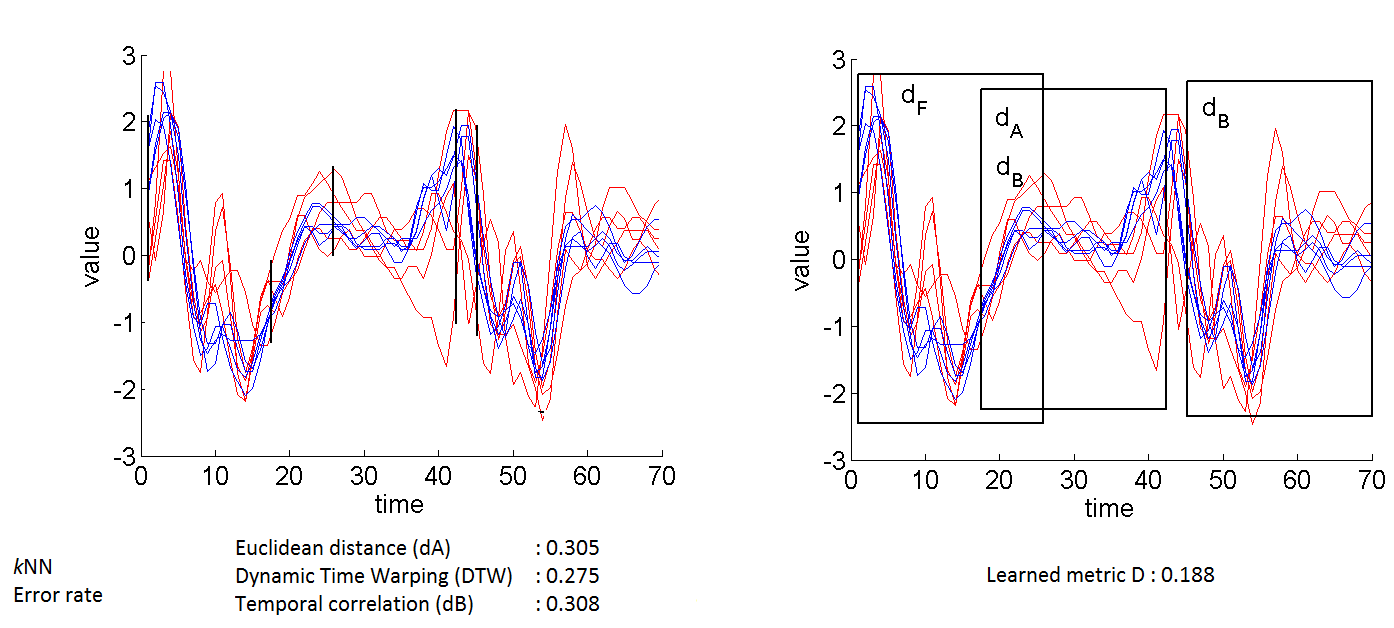 3
2
1
0
-1
-2
-3
value
0 10 20 30 40 50 60 70
time
3
2
1
0
-1
-2
-3
value
dF
dA
dB
dB
0 10 20 30 40 50 60 70
time
kNN
Error rate
Euclidean distance (dA) : 0.305
Dynamic Time Warping (DTW) : 0.275
Temporal correlation (dB) : 0.308
Learned metric D : 0.188